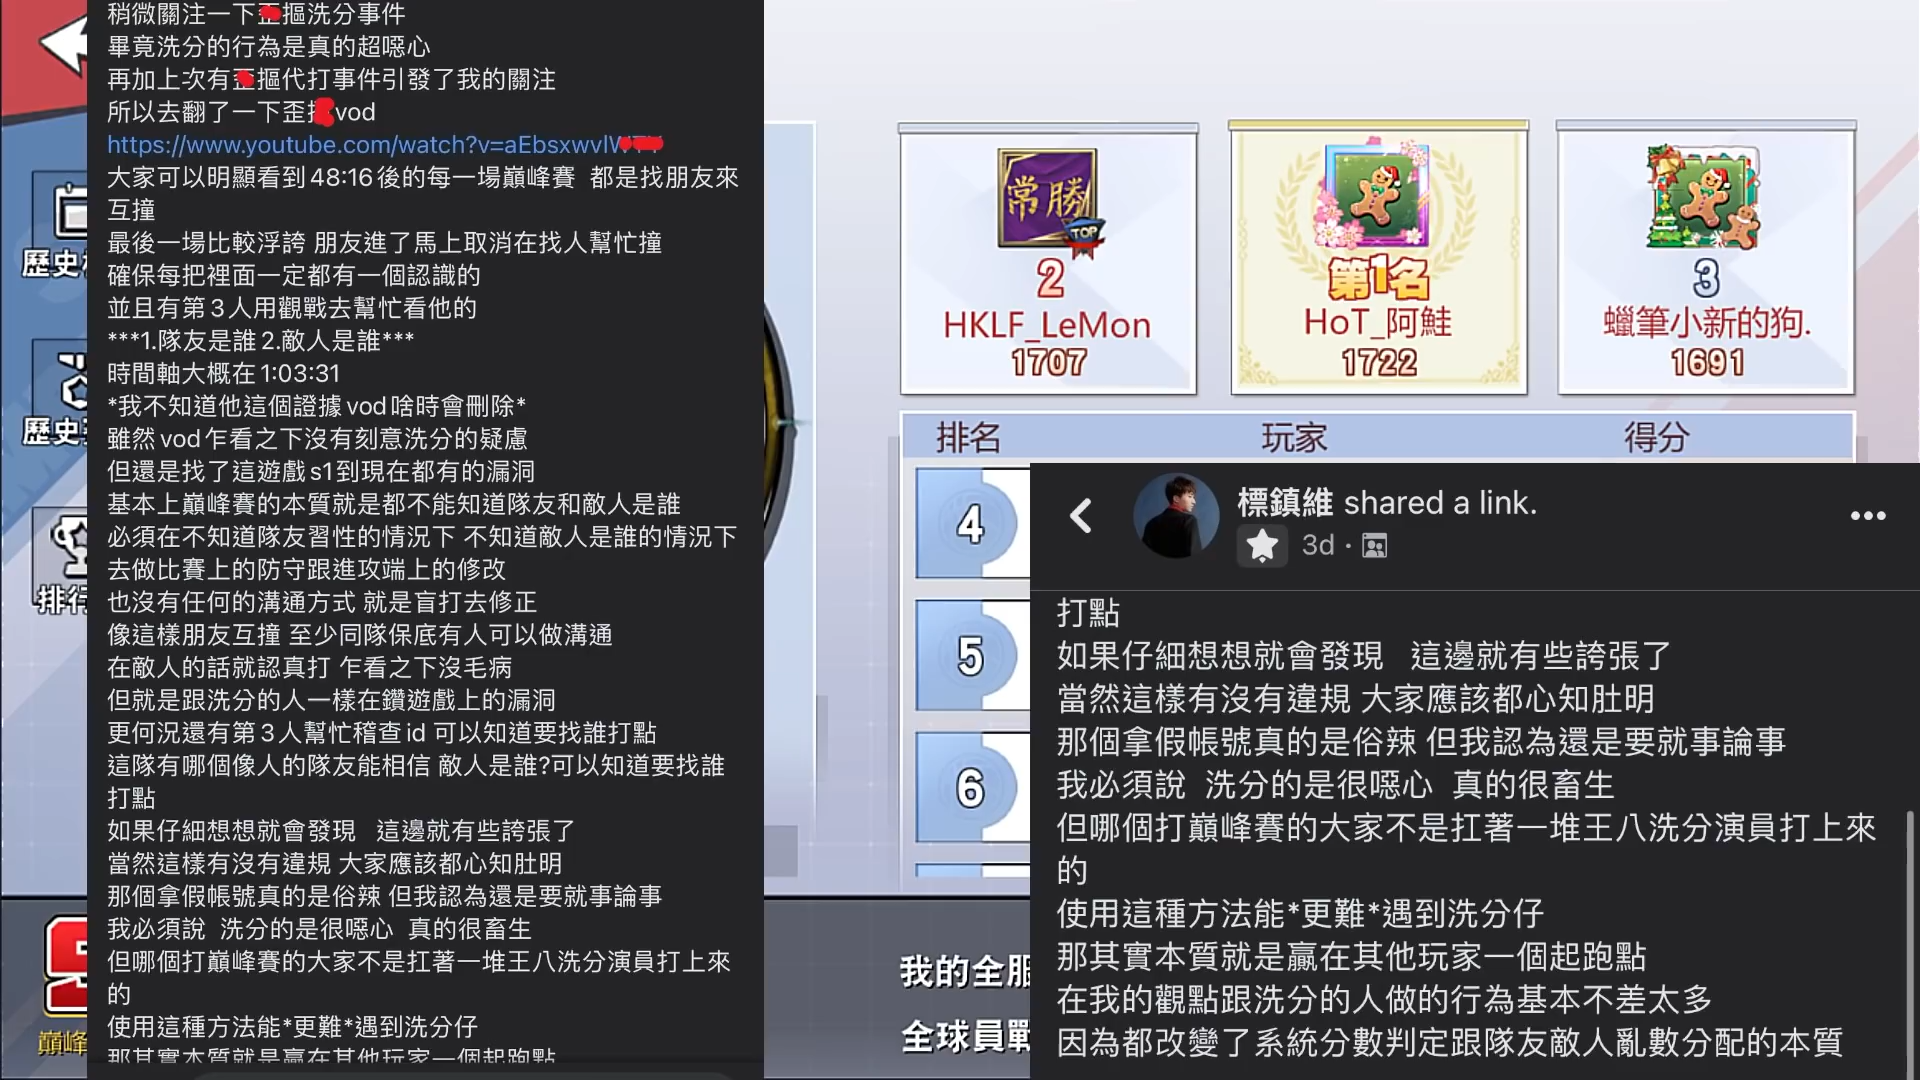 稍微關注一下歪摳洗分事件
畢竟洗分的行為是真的超噁心
再加上次有歪摳代打事件引發了我的關注
所以去翻了一下歪摳vod
https://www.youtube.com/watch?v=aEbsxwvlW
大家可以明顯看到48:16後的每一場巔峰賽 都是找朋友來
互撞
最後一場比較浮誇 朋友進了馬上取消在找人幫忙撞
確保每把裡面一定都有一個認識的
並且有第3人用觀戰去幫忙看他的
***1.隊友是誰2.敵人是誰***
時間軸大概在1:03:31
*我不知道他這個證據vod啥時會刪除*
雖然vod乍看之下沒有刻意洗分的疑慮
但還是找了這遊戲s1到現在都有的漏洞
基本上巔峰賽的本質就是都不能知道隊友和敵人是誰
必須在不知道隊友習性的情況下 不知道敵人是誰的情況下
去做比賽上的防守跟進攻端上的修改
也沒有任何的溝通方式 就是盲打去修正
像這樣朋友互撞 至少同隊保底有人可以做溝通
在敵人的話就認真打 乍看之下沒毛病
但就是跟洗分的人一樣在鑽遊戲上的漏洞
更何況還有第3人幫忙稽查id 可以知道要找誰打點
這隊有哪個像人的隊友能相信 敵人是誰?可以知道要找誰
打點
如果仔細想想就會發現 這邊就有些誇張了
當然這樣有沒有違規 大家應該都心知肚明
那個拿假帳號真的是俗辣 但我認為還是要就事論事
我必須說 洗分的是很噁心 真的很畜生
但哪個打巔峰賽的大家不是扛著一堆王八洗分演員打上來
的
使用這種方法能*更難*遇到洗分仔
那其實本質就是贏在其他玩家一個起跑點
歷史
歷史
排行
巔峰
常勝
TOP
2
HKLF_LeMon
1707
第1名
HoT_阿鮭
1722
3
蠟筆小新的狗.
1691
排名 玩家 得分
4
5
6
我的全服
全球員戰
標鎮維 shared a link.
3d ·
打點
如果仔細想想就會發現 這邊就有些誇張了
當然這樣有沒有違規 大家應該都心知肚明
那個拿假帳號真的是俗辣 但我認為還是要就事論事
我必須說 洗分的是很噁心 真的很畜生
但哪個打巔峰賽的大家不是扛著一堆王八洗分演員打上來
的
使用這種方法能*更難*遇到洗分仔
那其實本質就是贏在其他玩家一個起跑點
在我的觀點跟洗分的人做的行為基本不差太多
因為都改變了系統分數判定跟隊友敵人亂數分配的本質